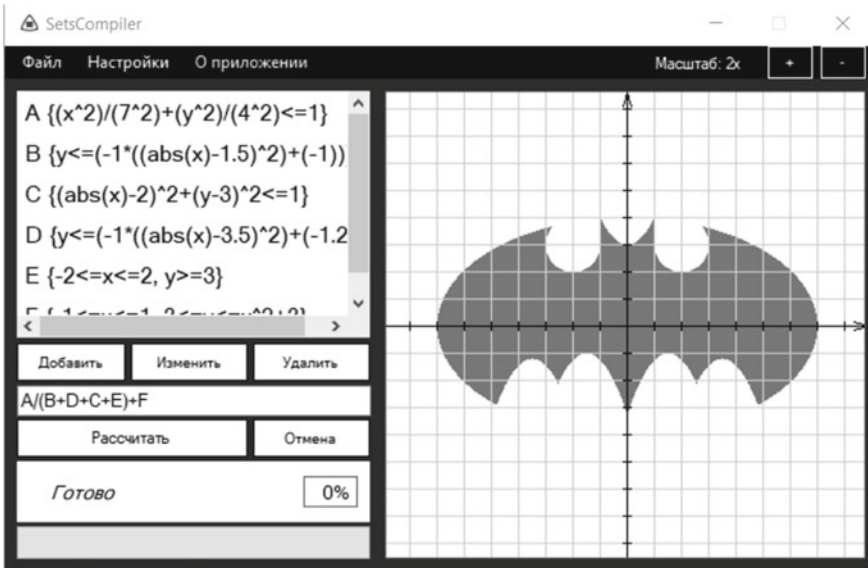 SetsCompiler
Файл Настройки О приложении Масштаб: 2x + -
A {(x^2)/(7^2)+(y^2)/(4^2)<=1}
B {y<=(-1*((abs(x)-1.5)^2)+(-1))
C {(abs(x)-2)^2+(y-3)^2<=1}
D {y<=(-1*((abs(x)-3.5)^2)+(-1.2
E {-2<=x<=2, y>=3}
Добавить Изменить Удалить
A/(B+D+C+E)+F
Рассчитать Отмена
Готово 0%